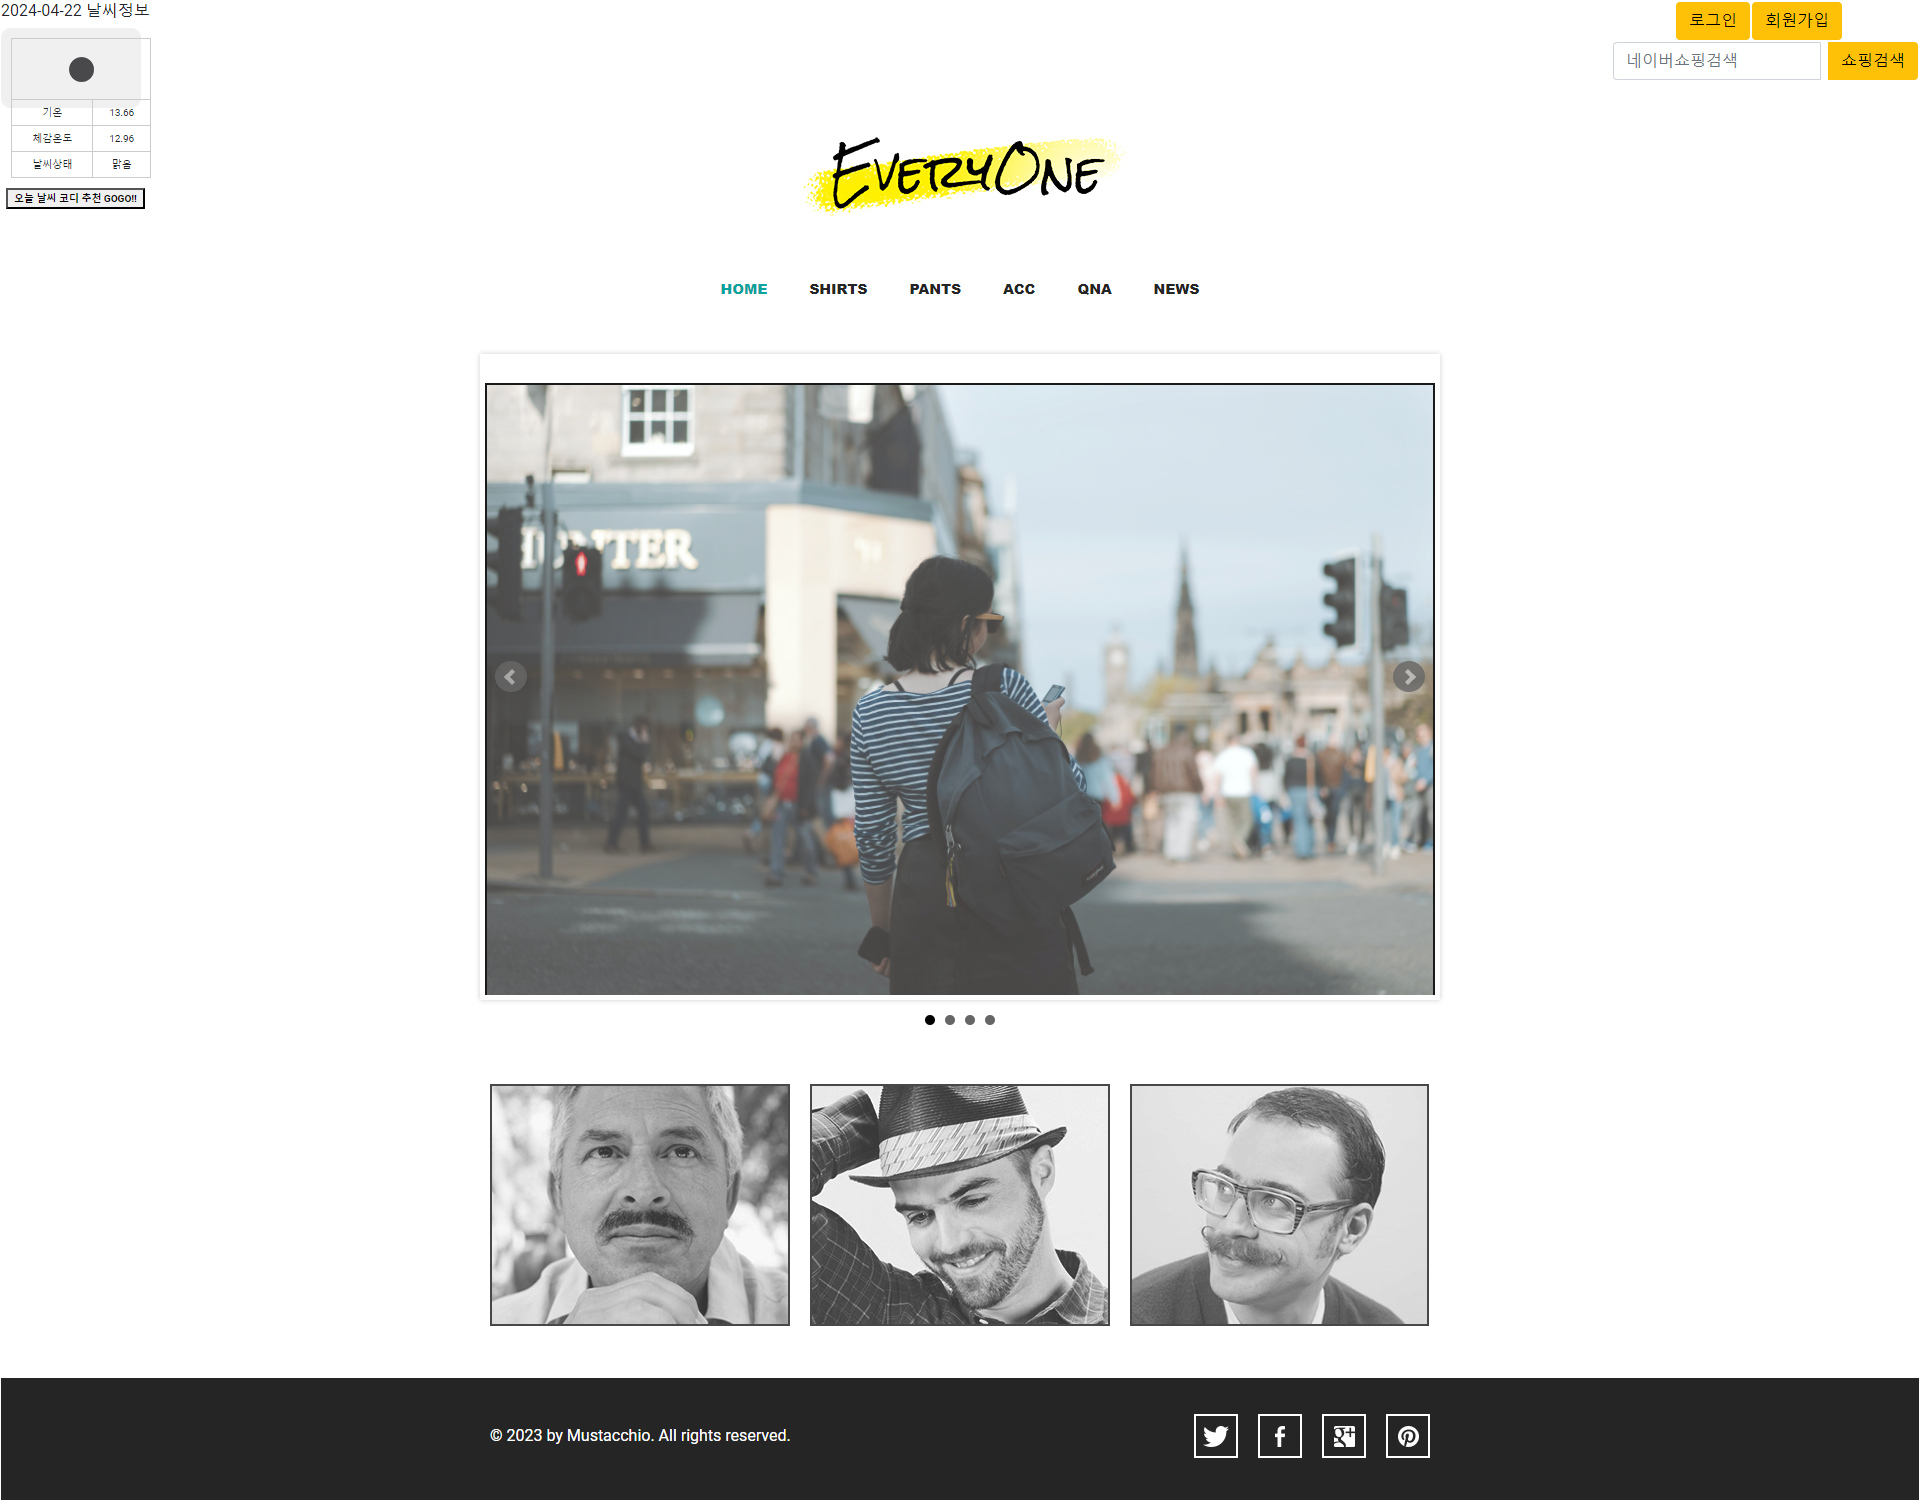 2024-04-22 날씨정보
로그인 회원가입
네이버쇼핑검색 쇼핑검색
기온 13.66
체감온도 12.96
날씨상태 맑음
오늘 날씨 코디 추천 GOGO!!
EVERYONE
HOME SHIRTS PANTS ACC QNA NEWS
HUNTER
© 2023 by Mustacchio. All rights reserved.